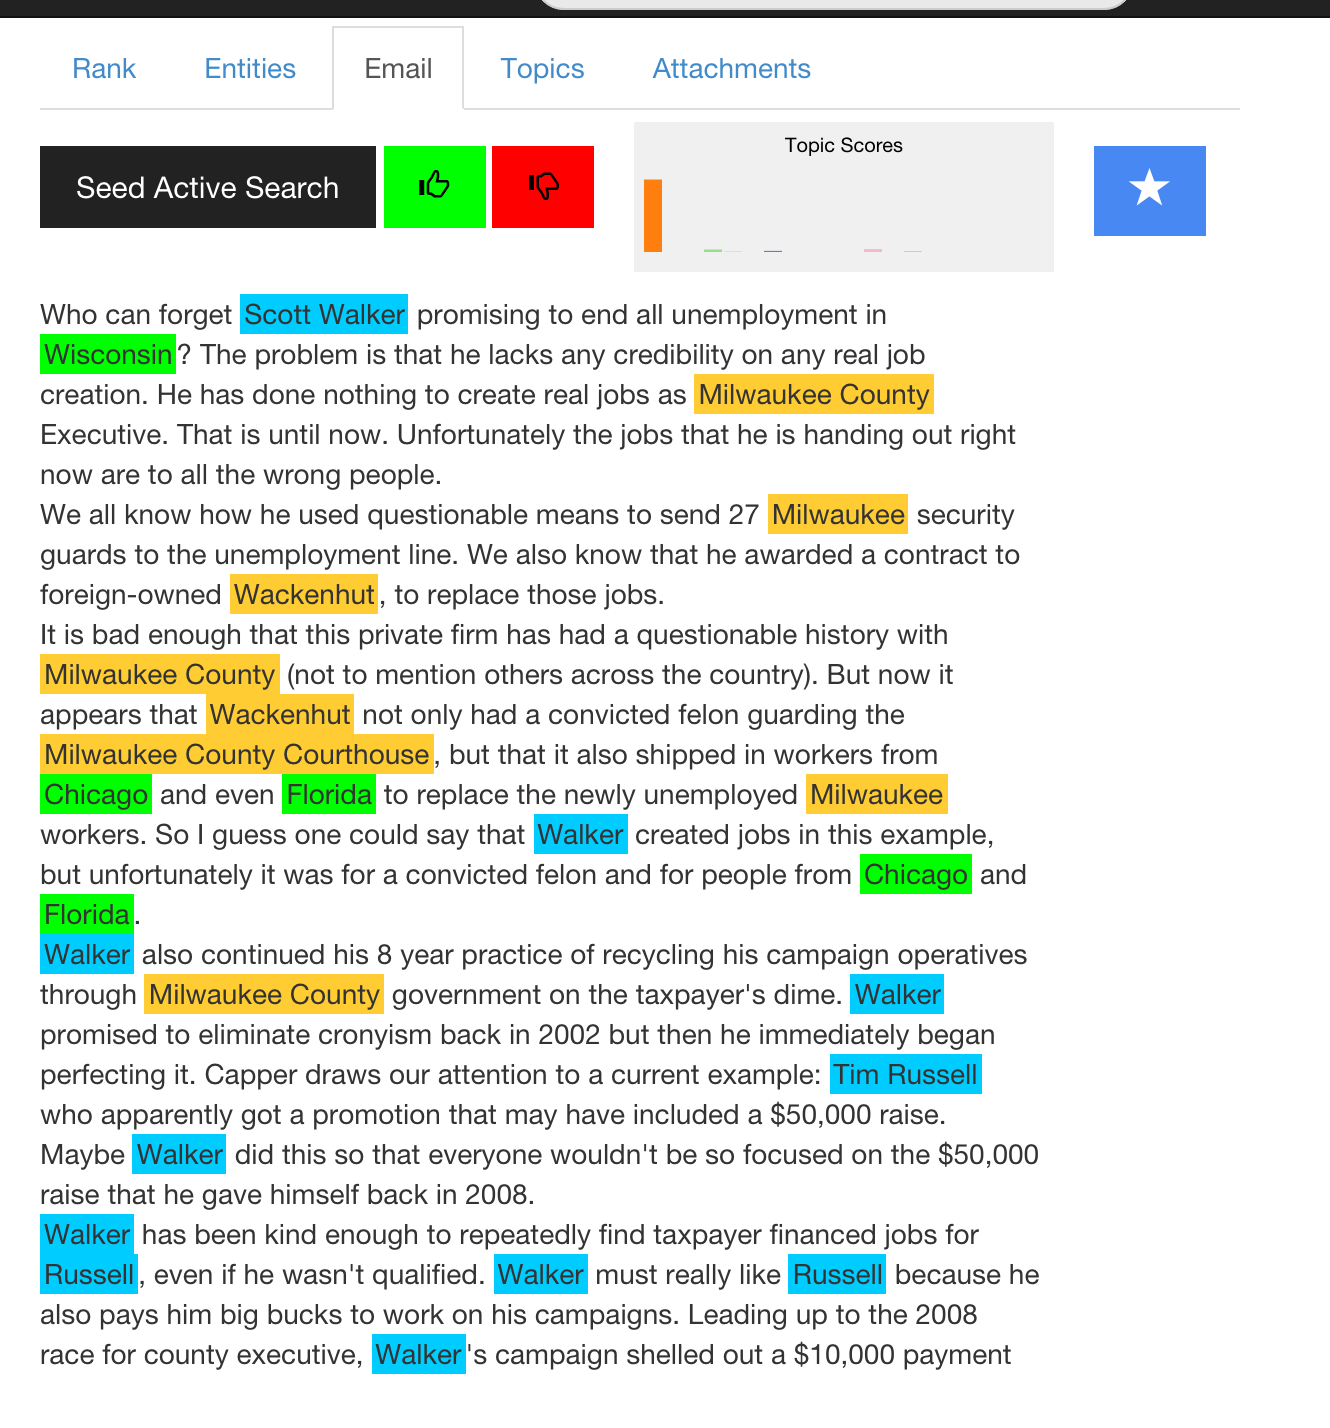 Rank Entities Email Topics Attachments
Seed Active Search
Topic Scores
Who can forget Scott Walker promising to end all unemployment in
Wisconsin? The problem is that he lacks any credibility on any real job
creation. He has done nothing to create real jobs as Milwaukee County
Executive. That is until now. Unfortunately the jobs that he is handing out right
now are to all the wrong people.
We all know how he used questionable means to send 27 Milwaukee security
guards to the unemployment line. We also know that he awarded a contract to
foreign-owned Wackenhut, to replace those jobs.
It is bad enough that this private firm has had a questionable history with
Milwaukee County (not to mention others across the country). But now it
appears that Wackenhut not only had a convicted felon guarding the
Milwaukee County Courthouse, but that it also shipped in workers from
Chicago and even Florida to replace the newly unemployed Milwaukee
workers. So I guess one could say that Walker created jobs in this example,
but unfortunately it was for a convicted felon and for people from Chicago and
Florida.
Walker also continued his 8 year practice of recycling his campaign operatives
through Milwaukee County government on the taxpayer's dime. Walker
promised to eliminate cronyism back in 2002 but then he immediately began
perfecting it. Capper draws our attention to a current example: Tim Russell
who apparently got a promotion that may have included a $50,000 raise.
Maybe Walker did this so that everyone wouldn't be so focused on the $50,000
raise that he gave himself back in 2008.
Walker has been kind enough to repeatedly find taxpayer financed jobs for
Russell, even if he wasn't qualified. Walker must really like Russell because he
also pays him big bucks to work on his campaigns. Leading up to the 2008
race for county executive, Walker's campaign shelled out a $10,000 payment